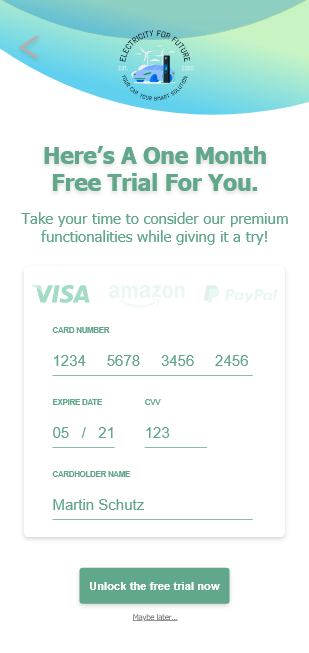 ELECTRICITY FOR FUTURE
YOUR CAR YOUR SMART SOLUTION
Here's A One Month
Free Trial For You.
Take your time to consider our premium
functionalities while giving it a try!
VISA amazon PayPal
CARD NUMBER
1234 5678 3456 2456
EXPIRE DATE CVV
05 / 21 123
CARDHOLDER NAME
Martin Schutz
Unlock the free trial now
Maybe later...